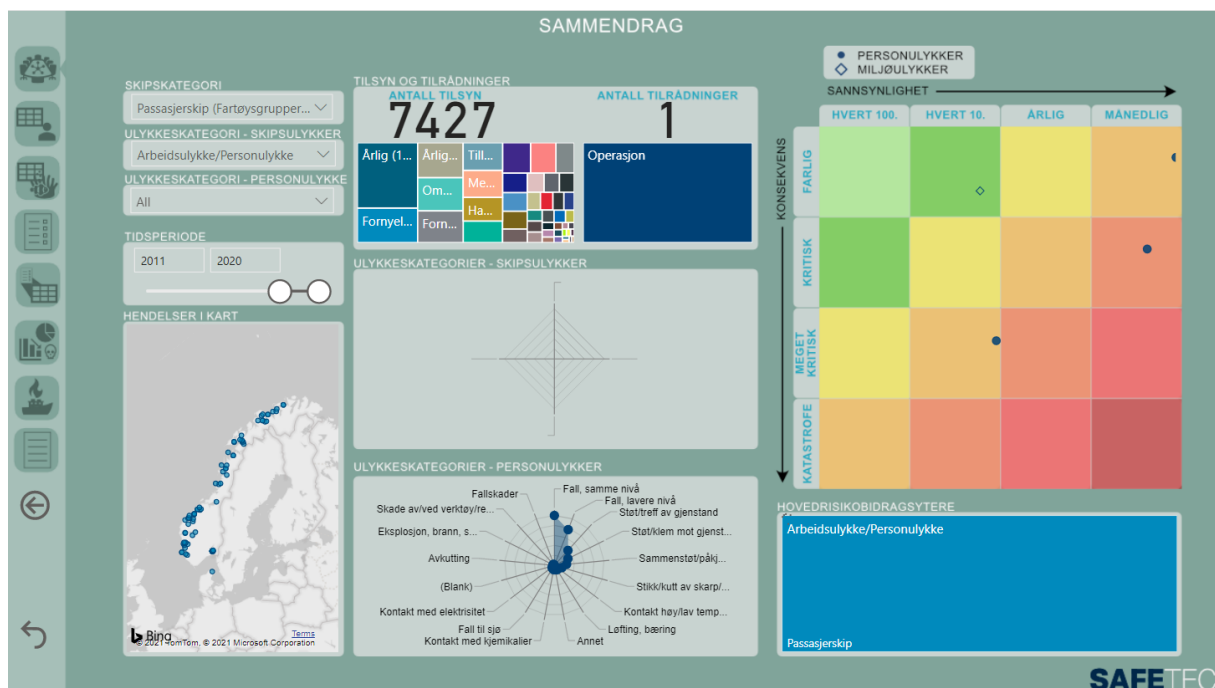 SAMMENDRAG
SKIPSKATEGORI
Passasjerskip (Fartøysgrupper...
ULYKKESKATEGORI - SKIPSULYKKER
Arbeidsulykke/Personulykke
ULYKKESKATEGORI - PERSONULYKKE
All
TIDSPERIODE
2011
2020
HENDELSER I KART
Bing
© 2021 TomTom, © 2021 Microsoft Corporation
Terms
TILSYN OG TILRÅDNINGER
ANTALL TILSYN
7427
ANTALL TILRÅDNINGER
1
Årlig (1...
Årlig...
Till...
Om...
Me...
Ha...
Fornyel...
Forn...
Operasjon
ULYKKESKATEGORIER - SKIPSULYKKER
ULYKKESKATEGORIER - PERSONULYKKER
Fall, samme nivå
Fall, lavere nivå
Støt/treff av gjenstand
Støt/klem mot gjenst...
Sammenstøt/påkj...
Stikk/kutt av skarp/...
Kontakt høy/lav temp...
Løfting, bæring
Annet
Kontakt med kjemikalier
Fall til sjø
Kontakt med elektrisitet
(Blank)
Avkutting
Eksplosjon, brann, s...
Skade av/ved verktøy/re...
Fallskader
PERSONULYKKER
MILJØULYKKER
SANNSYNLIGHET
HVERT 100.
HVERT 10.
ÅRLIG
MÅNEDLIG
KONSEKVENS
FARLIG
KRITISK
MEGET
KRITISK
KATASTROFE
HOVEDRISIKOBIDRAGSYTERE
Arbeidsulykke/Personulykke
Passasjerskip
SAFETEC